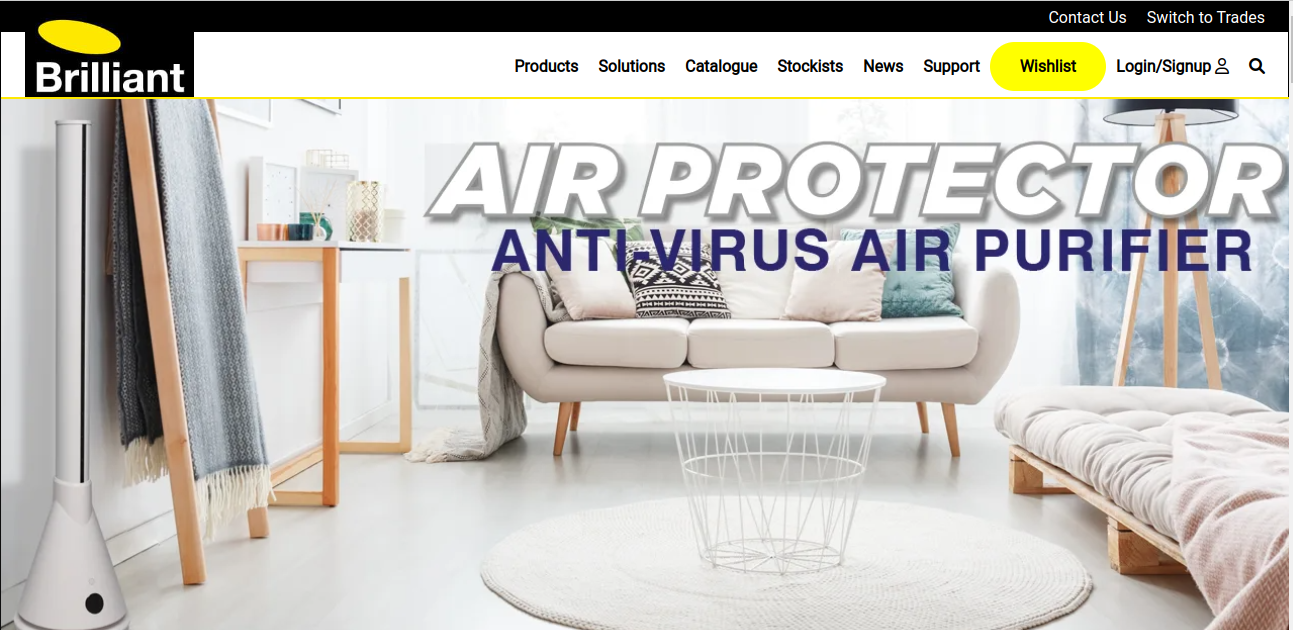 Contact Us Switch to Trades
Brilliant
Products Solutions Catalogue Stockists News Support Wishlist Login/Signup
AIR PROTECTOR
ANTI-VIRUS AIR PURIFIER